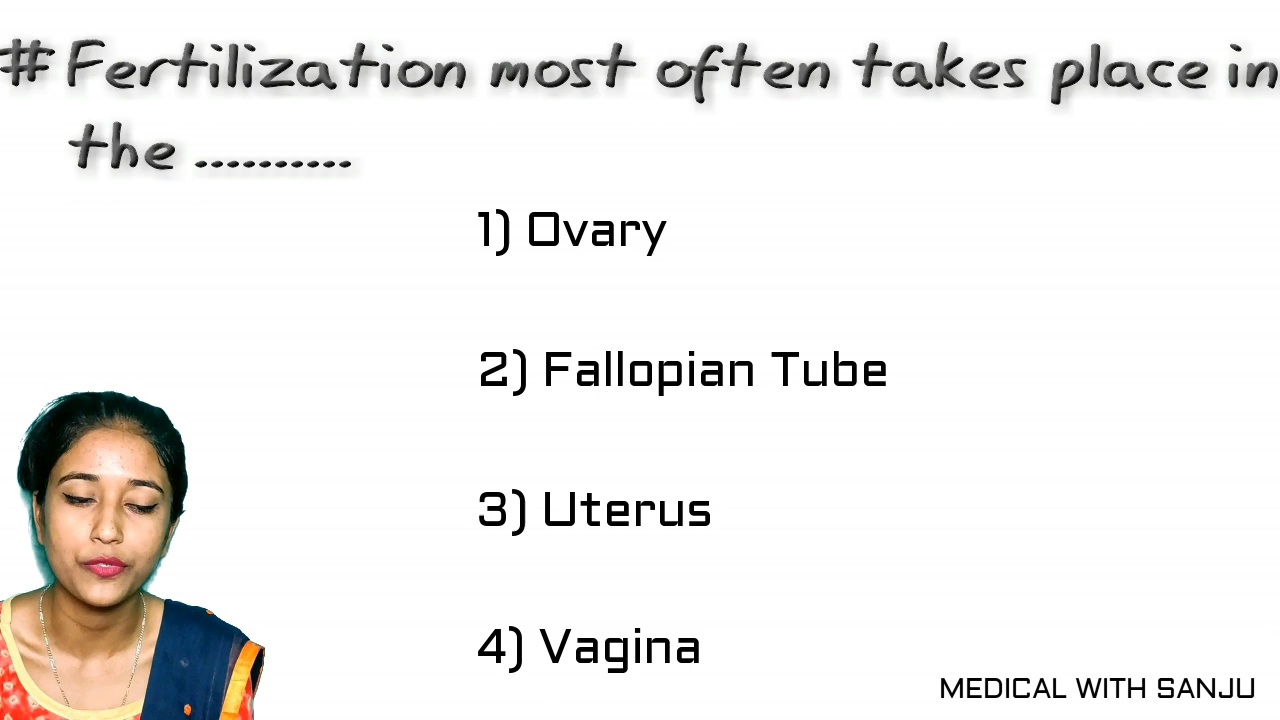 # Fertilization most often takes place in
the ..........
1) Ovary
2) Fallopian Tube
3) Uterus
4) Vagina
MEDICAL WITH SANJU